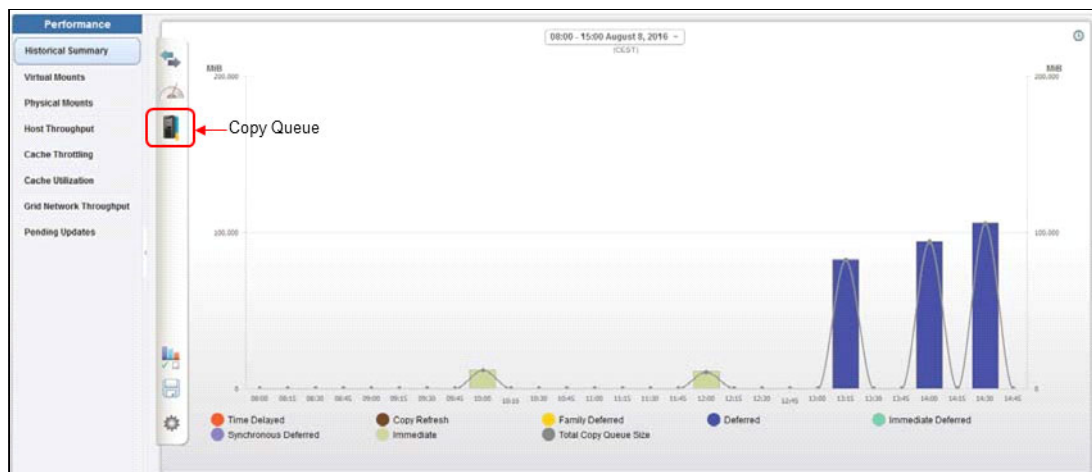 Performance
Historical Summary
Virtual Mounts
Physical Mounts
Host Throughput
Cache Throttling
Cache Utilization
Grid Network Throughput
Pending Updates
08:00 - 15:00 August 8, 2016
(CEST)
MiB MiB
200,000 200,000
Copy Queue
100,000 100,000
0 0
08:00 08:15 08:30 08:45 09:00 09:15 09:30 09:45 10:00 10:15 10:30 10:45 11:00 11:15 11:30 11:45 12:00 12:15 12:30 12:45 13:00 13:15 13:30 13:45 14:00 14:15 14:30 14:45
Time Delayed Copy Refresh Family Deferred Deferred Immediate Deferred
Synchronous Deferred Immediate Total Copy Queue Size